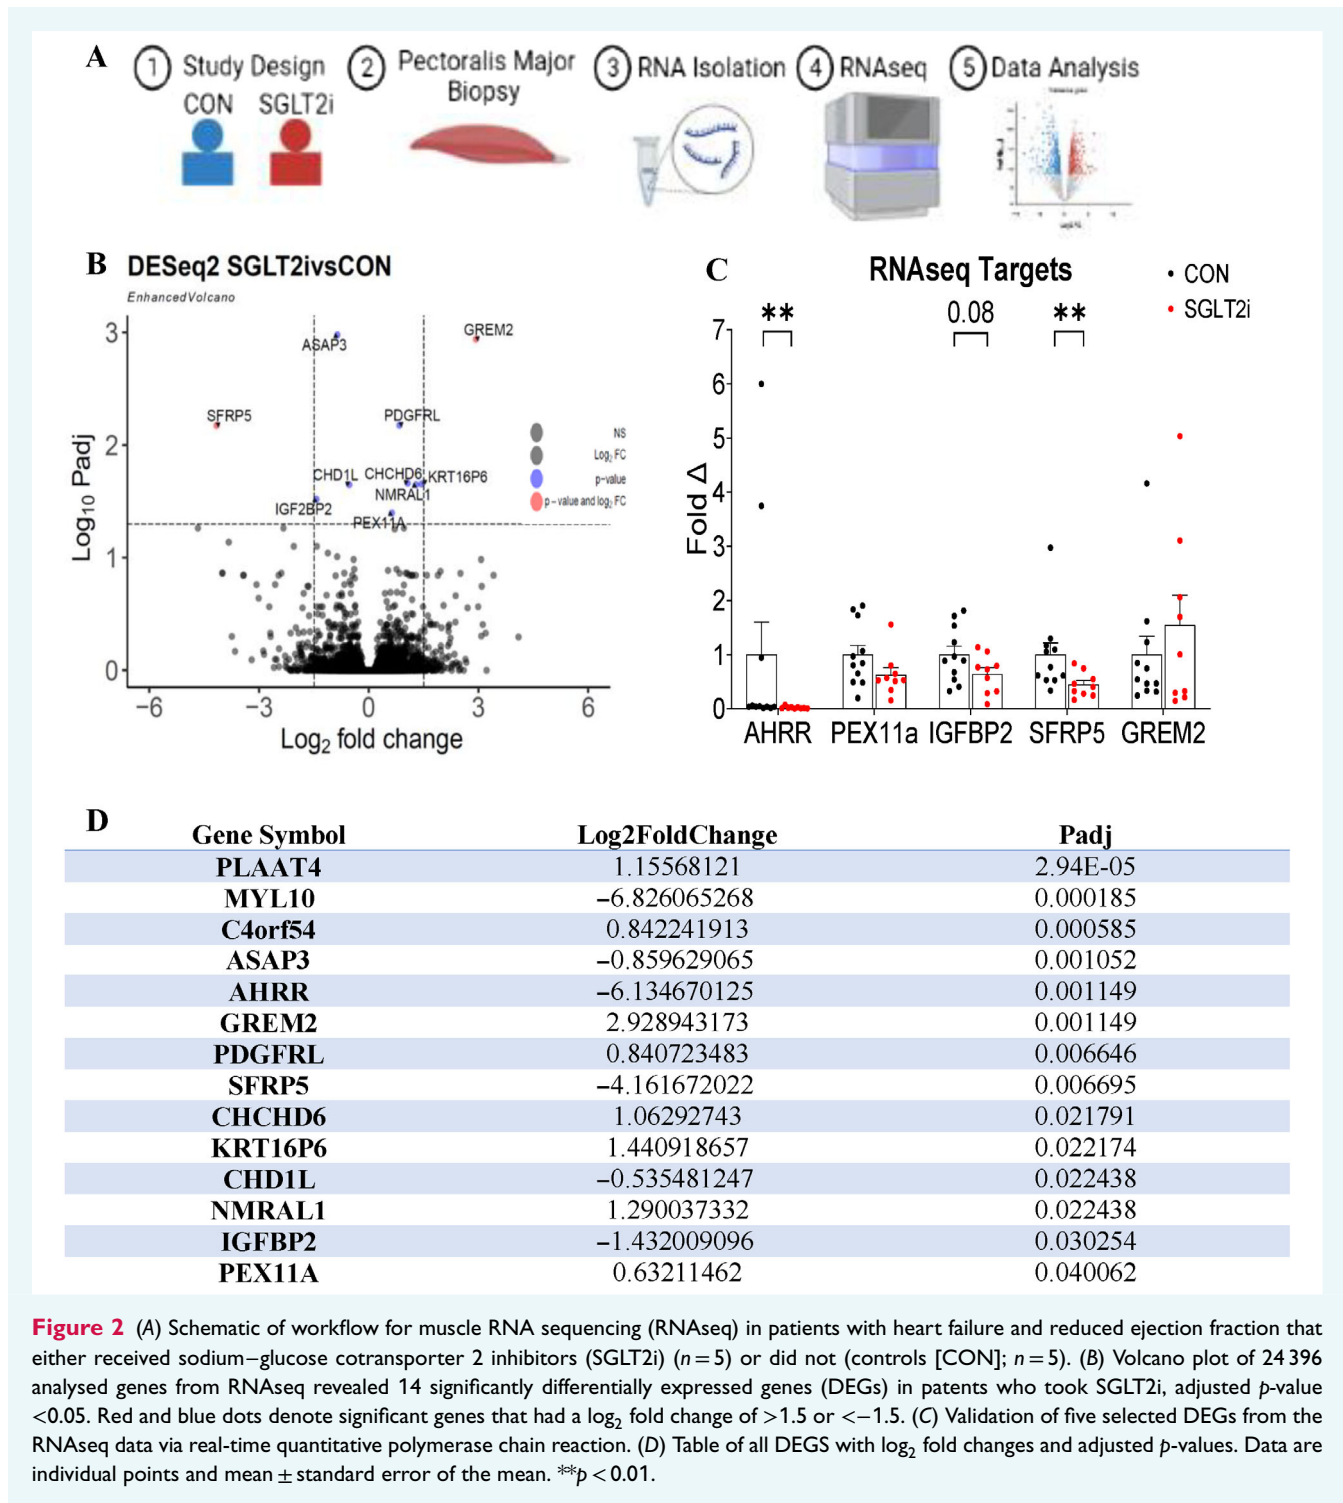 A
1 Study Design
CON SGLT2i
2 Pectoralis Major
Biopsy
3 RNA Isolation
4 RNAseq
5 Data Analysis
B
DESeq2 SGLT2ivsCON
EnhancedVolcano
Log10 Padj
3
2
1
0
ASAP3
GREM2
SFRP5
PDGFRL
CHD1L
CHCHD6
KRT16P6
NMRAL1
IGF2BP2
PEX11A
NS
Log2 FC
p-value
p – value and log2 FC
−6 −3 0 3 6
Log2 fold change
C
RNAseq Targets
CON
SGLT2i
** 0.08 **
Fold Δ
7
6
5
4
3
2
1
0
AHRR PEX11a IGFBP2 SFRP5 GREM2
D
Gene Symbol Log2FoldChange Padj
PLAAT4 1.15568121 2.94E-05
MYL10 −6.826065268 0.000185
C4orf54 0.842241913 0.000585
ASAP3 −0.859629065 0.001052
AHRR −6.134670125 0.001149
GREM2 2.928943173 0.001149
PDGFRL 0.840723483 0.006646
SFRP5 −4.161672022 0.006695
CHCHD6 1.06292743 0.021791
KRT16P6 1.440918657 0.022174
CHD1L −0.535481247 0.022438
NMRAL1 1.290037332 0.022438
IGFBP2 −1.432009096 0.030254
PEX11A 0.63211462 0.040062
Figure 2 (A) Schematic of workflow for muscle RNA sequencing (RNAseq) in patients with heart failure and reduced ejection fraction that
either received sodium–glucose cotransporter 2 inhibitors (SGLT2i) (n = 5) or did not (controls [CON]; n = 5). (B) Volcano plot of 24 396
analysed genes from RNAseq revealed 14 significantly differentially expressed genes (DEGs) in patents who took SGLT2i, adjusted p-value
<0.05. Red and blue dots denote significant genes that had a log2 fold change of >1.5 or <−1.5. (C) Validation of five selected DEGs from the
RNAseq data via real-time quantitative polymerase chain reaction. (D) Table of all DEGS with log2 fold changes and adjusted p-values. Data are
individual points and mean ± standard error of the mean. **p < 0.01.